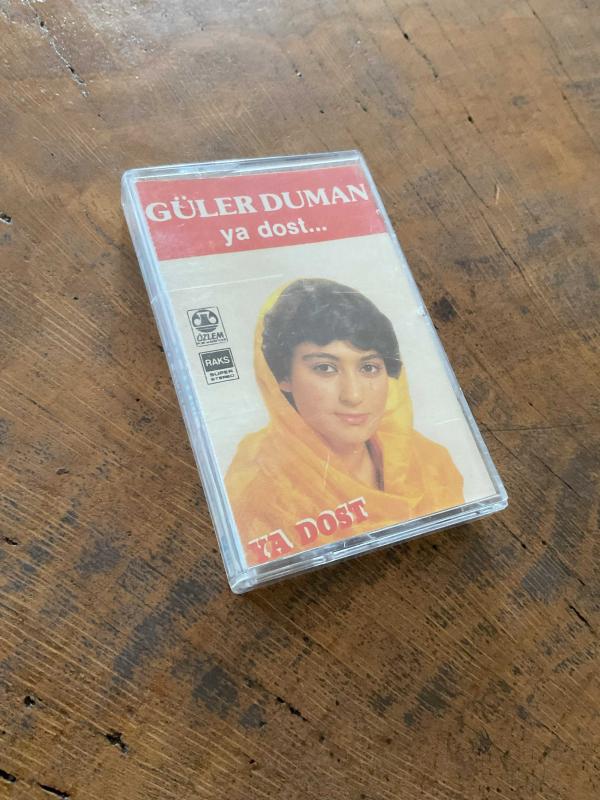 GÜLER DUMAN
ya dost...
ÖZLEM
RAKS
SUPER
STEREO
YA DOST